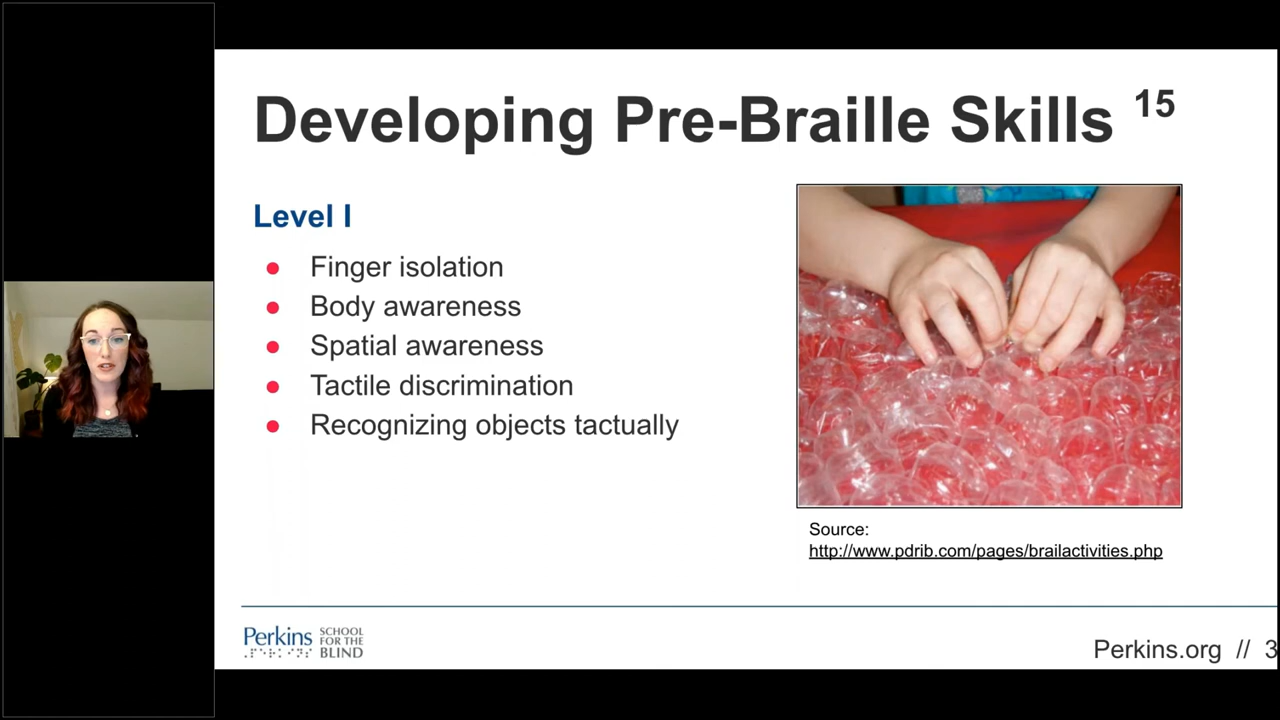 Developing Pre-Braille Skills 15
Level I
● Finger isolation
● Body awareness
● Spatial awareness
● Tactile discrimination
● Recognizing objects tactually
Source:
http://www.pdrib.com/pages/brailactivities.php
Perkins
SCHOOL
FOR THE
BLIND
Perkins.org // 3